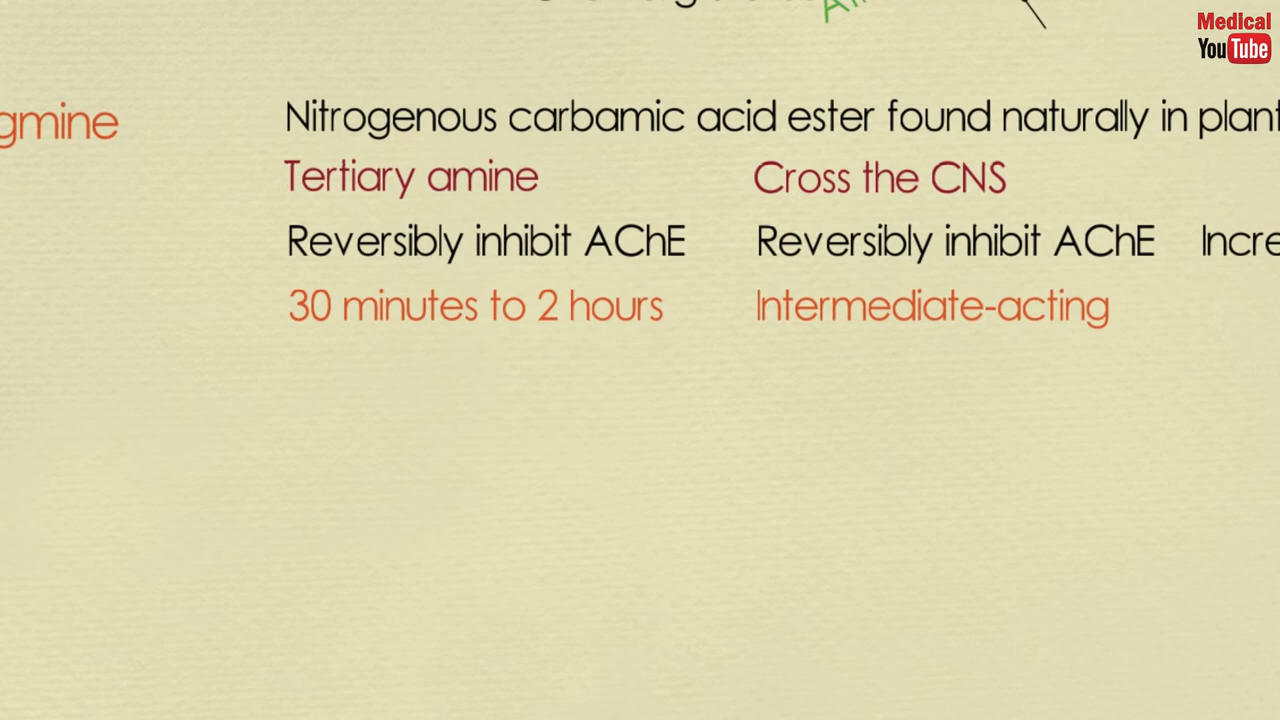 Medical
YouTube
gmine
Nitrogenous carbamic acid ester found naturally in plant
Tertiary amine Cross the CNS
Reversibly inhibit AChE Reversibly inhibit AChE Incre
30 minutes to 2 hours Intermediate-acting